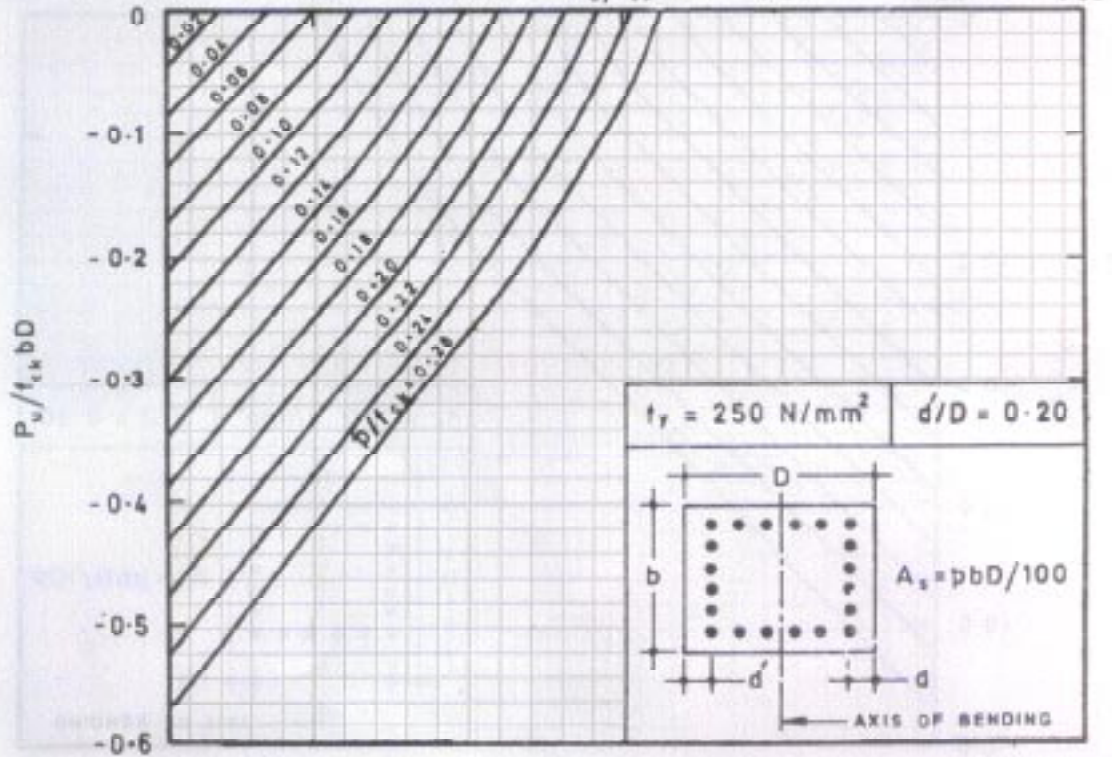 0
-0·1
-0·2
-0·3
-0·4
-0·5
-0·6
Pu/fck bD
0·02
0·04
0·06
0·08
0·10
0·12
0·14
0·16
0·18
0·20
0·22
0·24
p/fck = 0·26
fy = 250 N/mm²
d'/D = 0·20
D
b
As = pbD/100
d'
d
AXIS OF BENDING